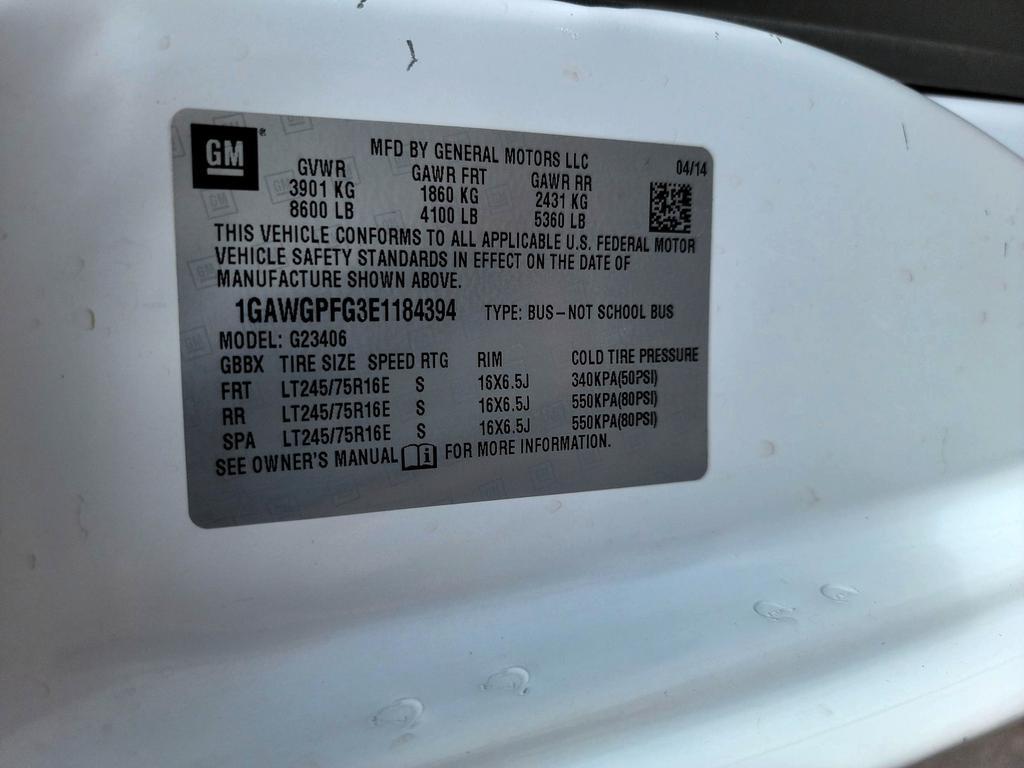 GM
MFD BY GENERAL MOTORS LLC
04/14
GVWR GAWR FRT GAWR RR
3901 KG 1860 KG 2431 KG
8600 LB 4100 LB 5360 LB
THIS VEHICLE CONFORMS TO ALL APPLICABLE U.S. FEDERAL MOTOR
VEHICLE SAFETY STANDARDS IN EFFECT ON THE DATE OF
MANUFACTURE SHOWN ABOVE.
1GAWGPFG3E1184394 TYPE: BUS-NOT SCHOOL BUS
MODEL: G23406
GBBX TIRE SIZE SPEED RTG RIM COLD TIRE PRESSURE
FRT LT245/75R16E S 16X6.5J 340KPA(50PSI)
RR LT245/75R16E S 16X6.5J 550KPA(80PSI)
SPA LT245/75R16E S 16X6.5J 550KPA(80PSI)
SEE OWNER'S MANUAL FOR MORE INFORMATION.